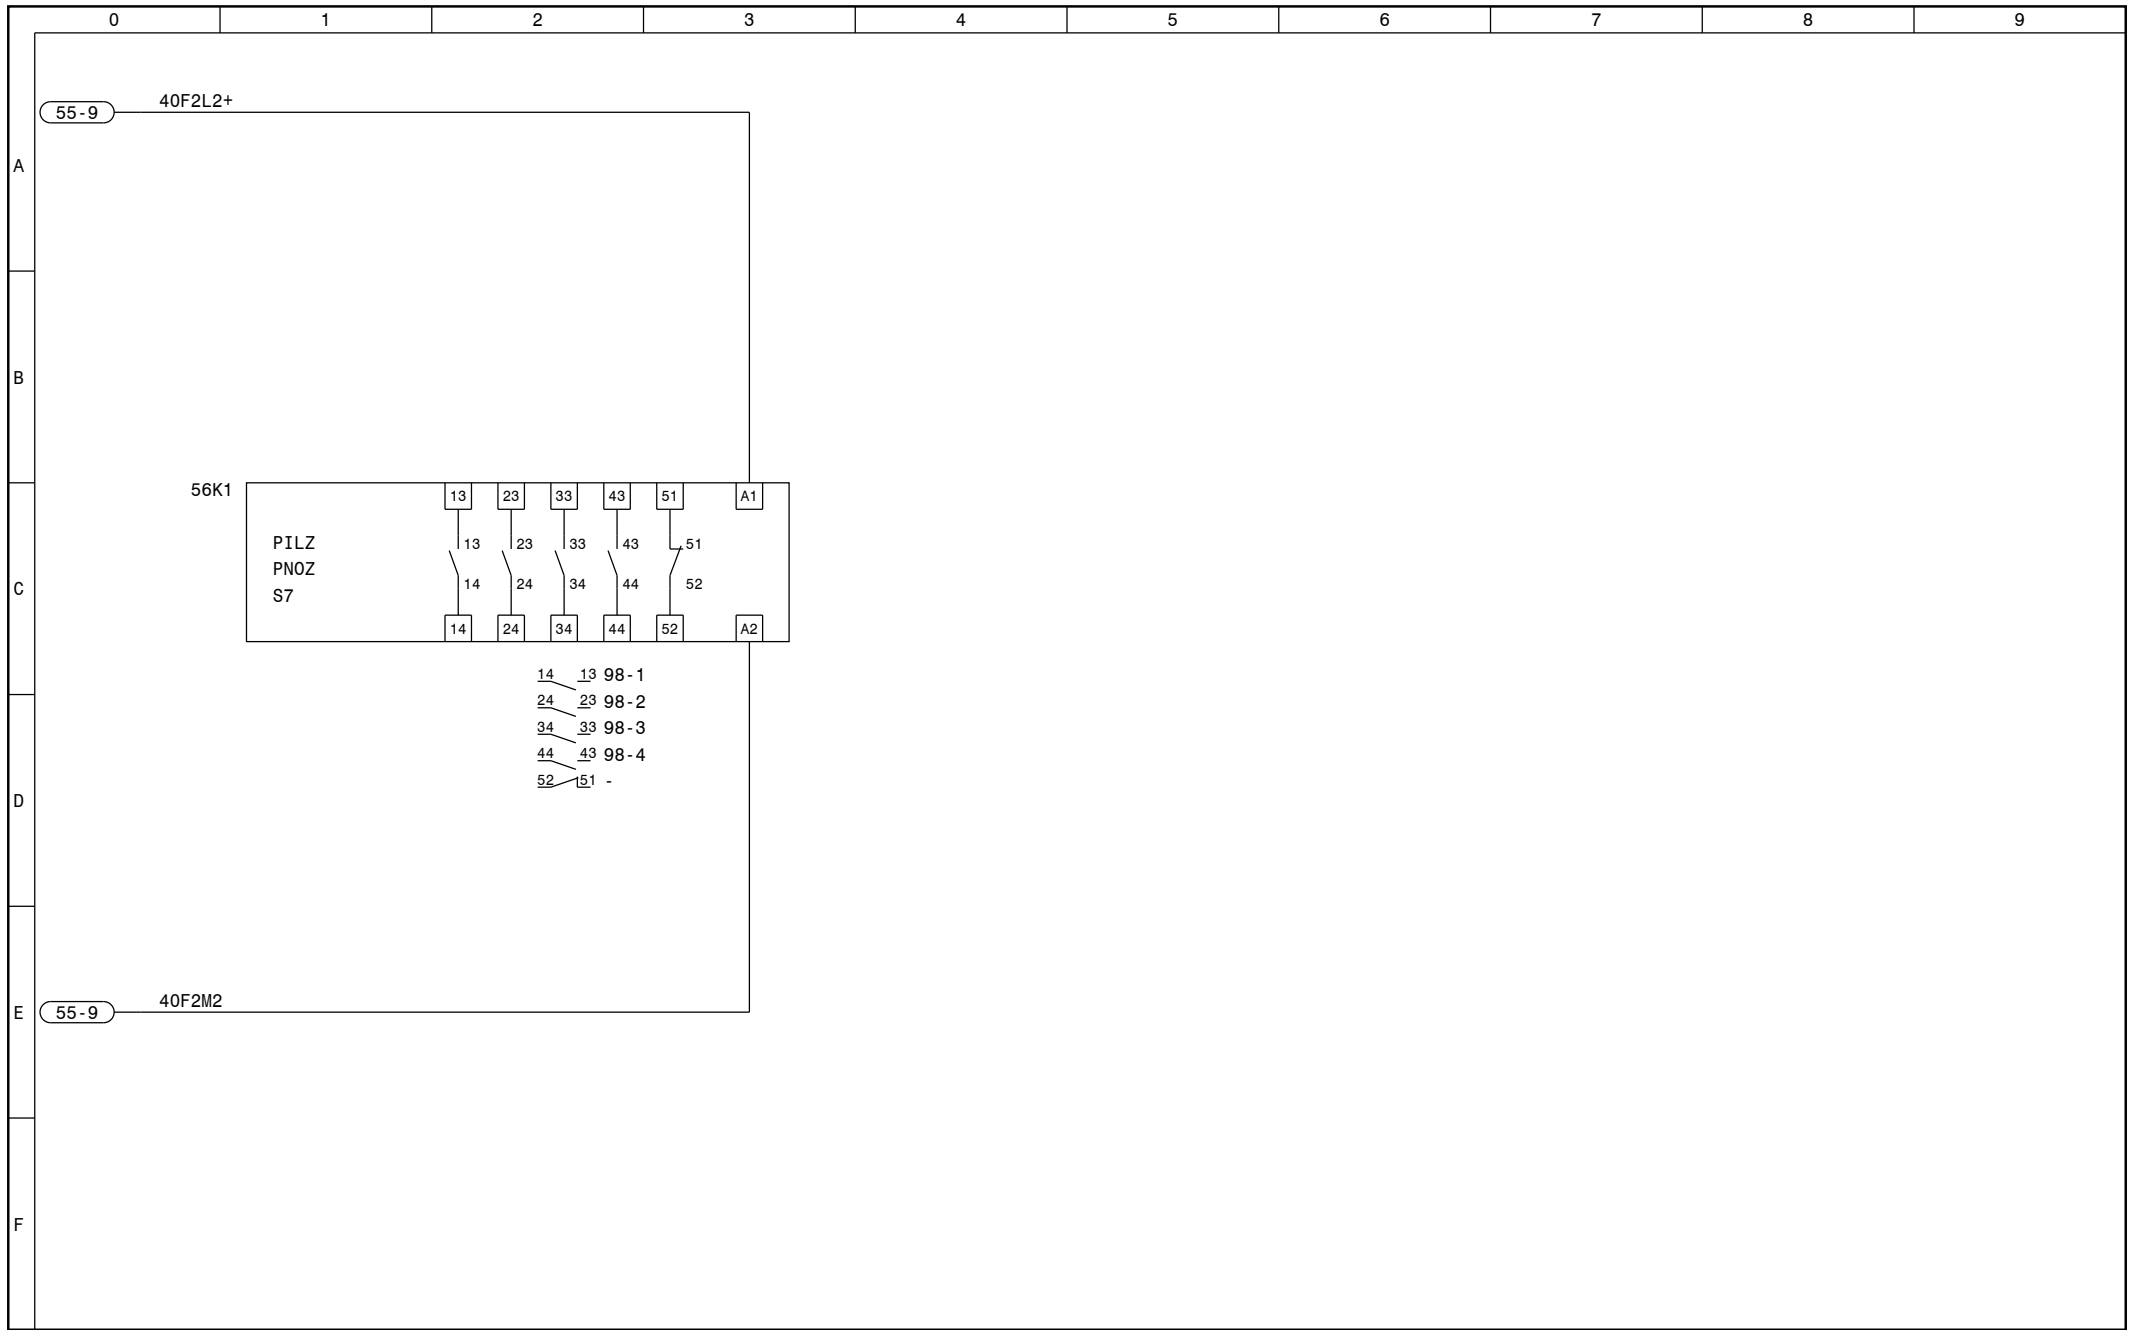 0 1 2 3 4 5 6 7 8 9
40F2L2+
55-9
A
B
56K1
13 23 33 43 51 A1
PILZ
13 23 33 43 51
PNOZ
14 24 34 44 52
C
S7
14 24 34 44 52 A2
14 13 98-1
24 23 98-2
34 33 98-3
44 43 98-4
52 51 -
D
40F2M2
E 55-9
F